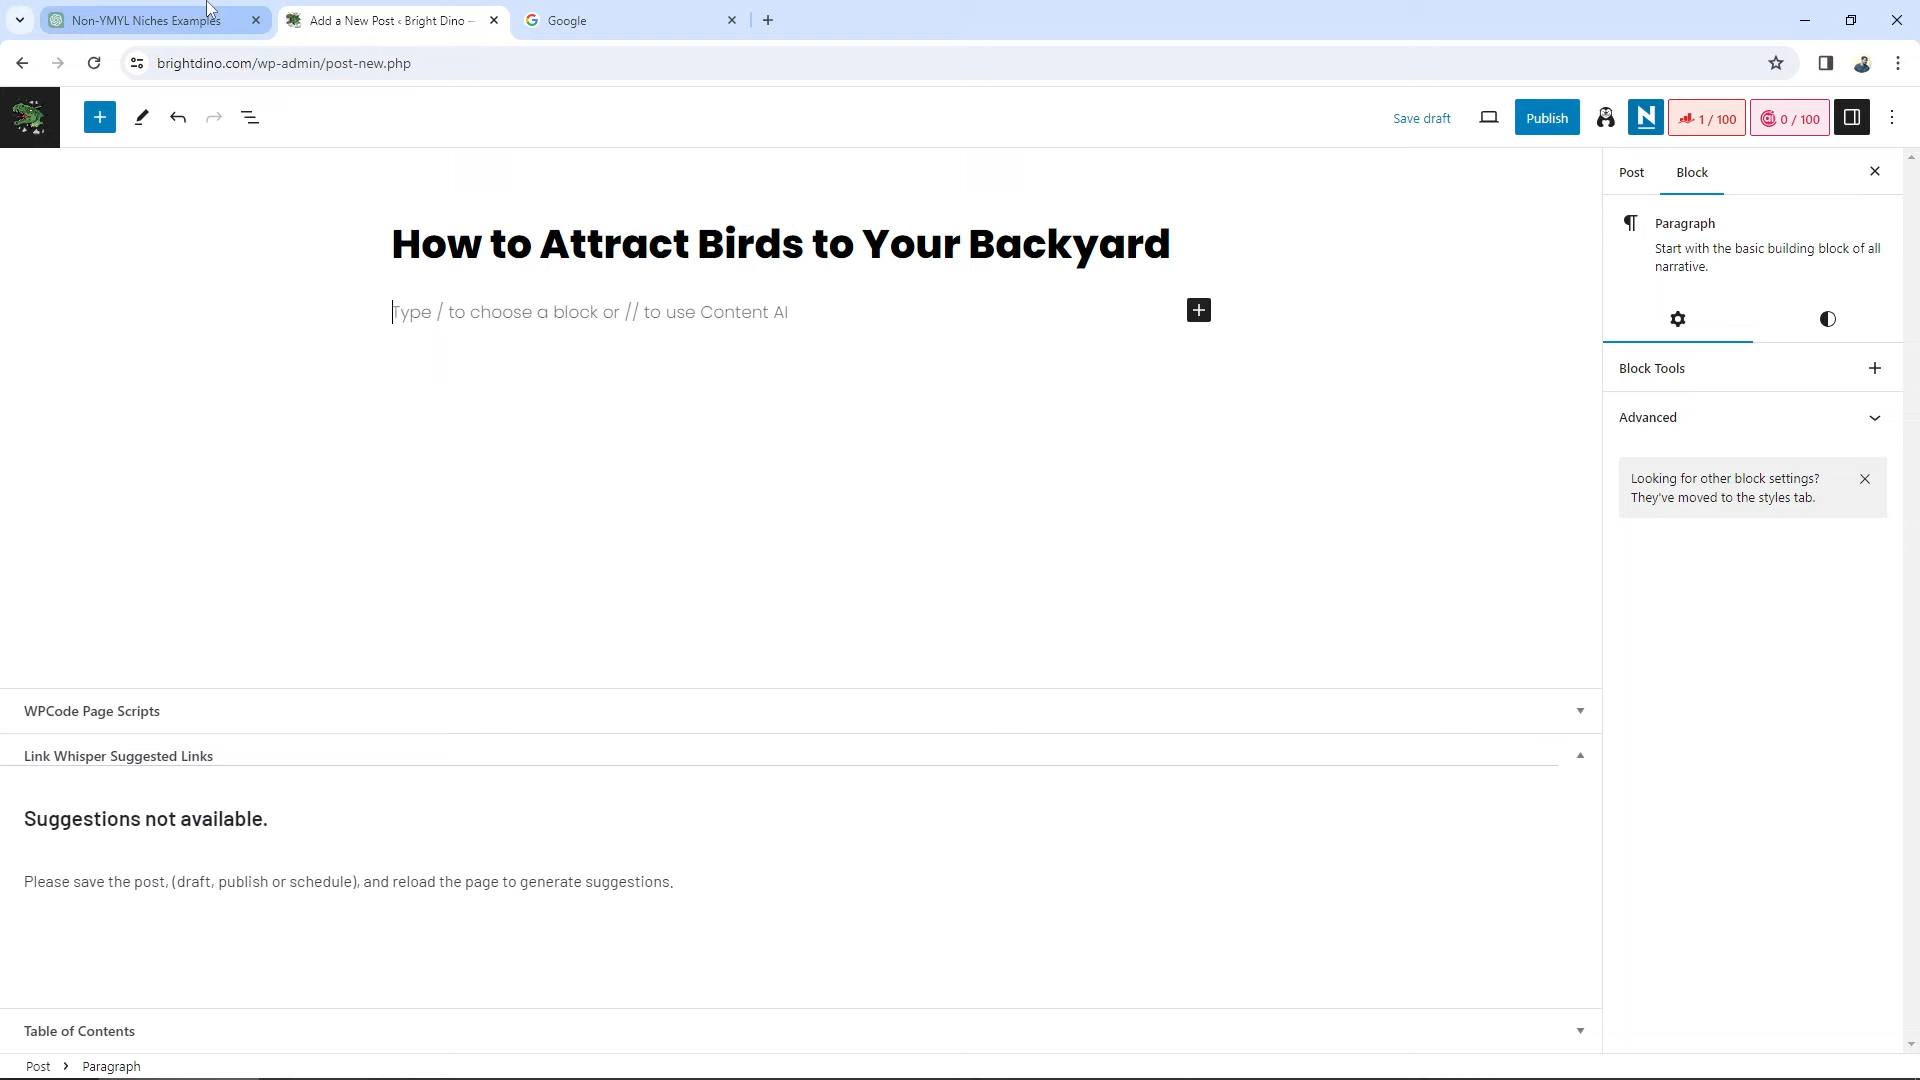 Non-YMYL Niches Examples
Add a New Post ‹ Bright Dino —
Google
brightdino.com/wp-admin/post-new.php
Save draft
Publish
N
1 / 100
0 / 100
Post
Block
How to Attract Birds to Your Backyard
Type / to choose a block or // to use Content AI
Paragraph
Start with the basic building block of all
narrative.
Block Tools
Advanced
Looking for other block settings?
They've moved to the styles tab.
WPCode Page Scripts
Link Whisper Suggested Links
Suggestions not available.
Please save the post, (draft, publish or schedule), and reload the page to generate suggestions.
Table of Contents
Post
Paragraph